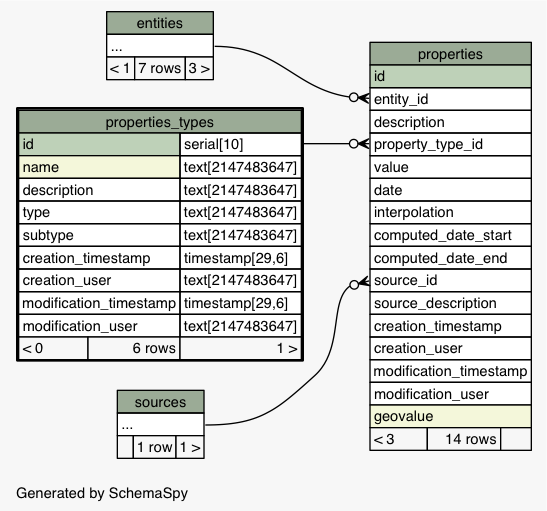 entities
...
< 1 7 rows 3 >
properties_types
id serial[10]
name text[2147483647]
description text[2147483647]
type text[2147483647]
subtype text[2147483647]
creation_timestamp timestamp[29,6]
creation_user text[2147483647]
modification_timestamp timestamp[29,6]
modification_user text[2147483647]
< 0 6 rows 1 >
sources
...
1 row 1 >
properties
id
entity_id
description
property_type_id
value
date
interpolation
computed_date_start
computed_date_end
source_id
source_description
creation_timestamp
creation_user
modification_timestamp
modification_user
geovalue
< 3 14 rows
Generated by SchemaSpy